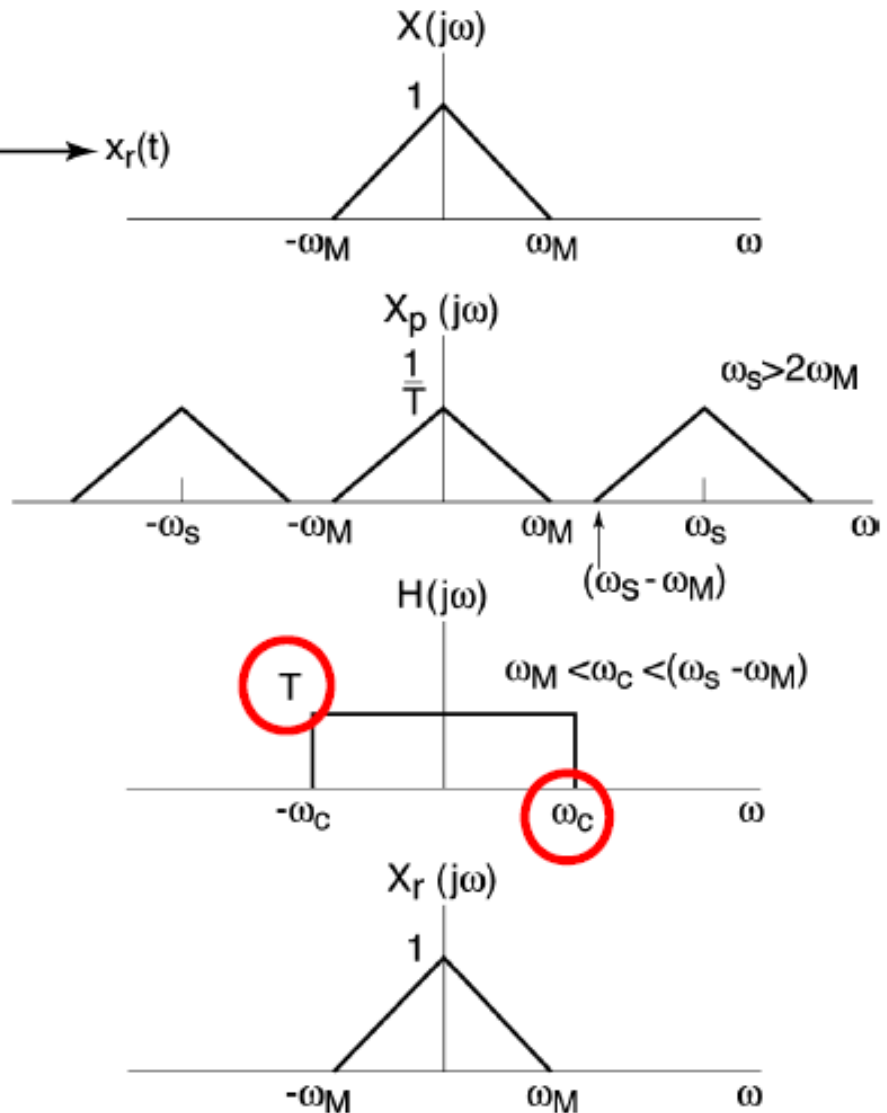 X(jω)
1
x_r(t)
-ω_M ω_M ω
X_p (jω)
1/T
ω_s>2ω_M
-ω_s -ω_M ω_M ω_s ω
(ω_s - ω_M)
H(jω)
T
ω_M <ω_c <(ω_s -ω_M)
-ω_c ω_c ω
X_r (jω)
1
-ω_M ω_M ω